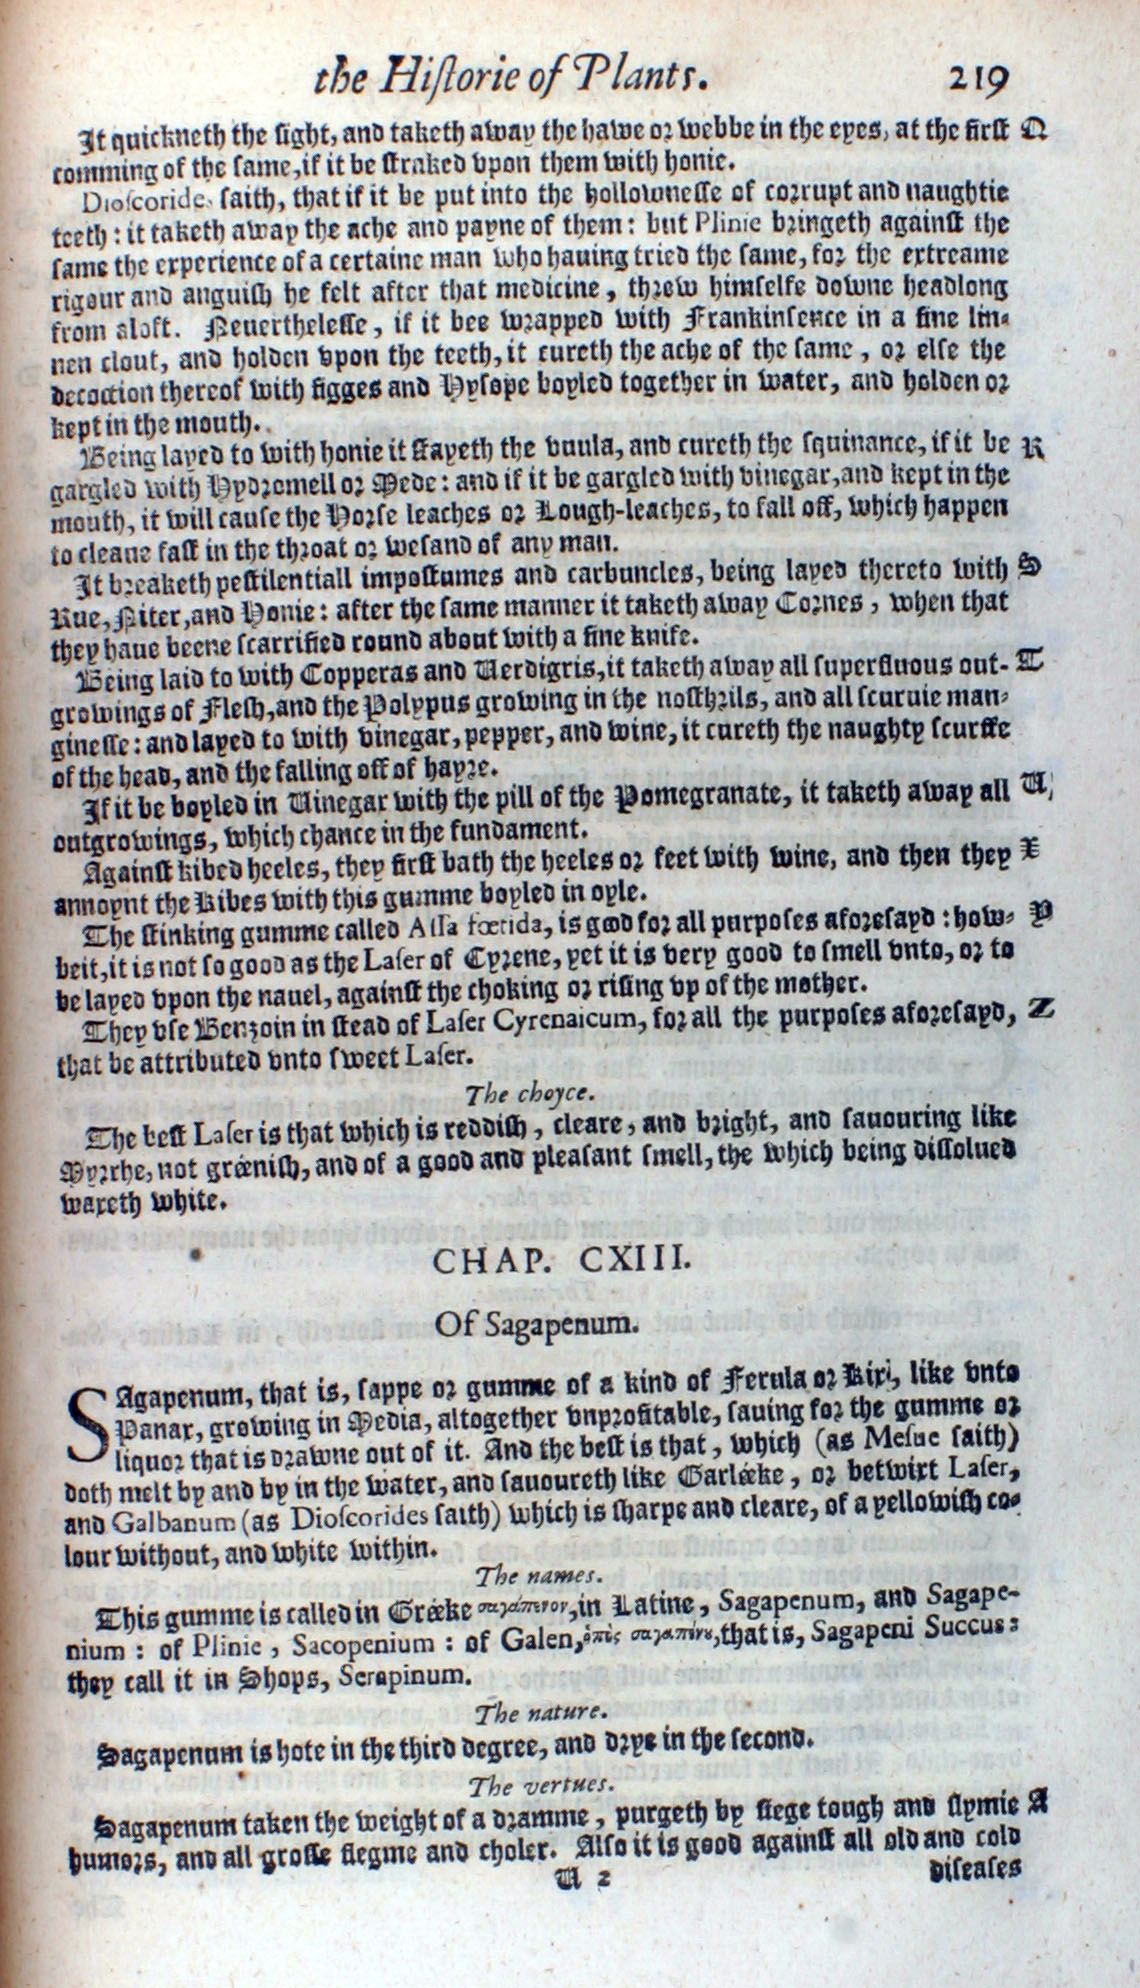 the Hiſtorie of Plants. 219
It quickneth the ſight, and taketh away the hawe or webbe in the eyes, at the firſt Q
comming of the ſame, if it be ſtraked vpon them with honie.
Dioſcorides ſaith, that if it be put into the hollowneſſe of corrupt and naughtie
teeth: it taketh away the ache and payne of them: but Plinie bringeth againſt the
ſame the experience of a certaine man who hauing tried the ſame, for the extreame
rigour and anguiſh he felt after that medicine, threw himſelfe downe headlong
from aloft. Neuertheleſſe, if it bee wrapped with Frankinſence in a fine lin-
nen clout, and holden vpon the teeth, it cureth the ache of the ſame, or elſe the
decoction thereof with figges and Hyſope boyled together in water, and holden or
kept in the mouth.
Being layed to with honie it ſtayeth the vuula, and cureth the ſquinance, if it be R
gargled with Hydromell or Mede: and if it be gargled with vinegar, and kept in the
mouth, it will cauſe the Horſe leaches or Lough-leaches, to fall off, which happen
to cleaue faſt in the throat or weſand of any man.
It breaketh peſtilentiall impoſtumes and carbuncles, being layed thereto with S
Rue, Niter, and Honie: after the ſame manner it taketh away Cornes, when that
they haue beene ſcarrified round about with a fine knife.
Being laid to with Copperas and Verdigris, it taketh away all ſuperfluous out- T
growings of Fleſh, and the Polypus growing in the noſthrils, and all ſcuruie man-
gineſſe: and layed to with vinegar, pepper, and wine, it cureth the naughty ſcurffe
of the head, and the falling off of hayre.
If it be boyled in Vinegar with the pill of the Pomegranate, it taketh away all V
outgrowings, which chance in the fundament.
Againſt kibed heeles, they firſt bath the heeles or feet with wine, and then they X
annoynt the Kibes with this gumme boyled in oyle.
The ſtinking gumme called Aſſa fœtida, is good for all purpoſes aforeſayd: how- Y
beit, it is not ſo good as the Laſer of Cyrene, yet it is very good to ſmell vnto, or to
be layed vpon the nauel, againſt the choking or riſing vp of the mother.
They vſe Benzoin in ſtead of Laſer Cyrenaicum, for all the purpoſes aforeſayd, Z
that be attributed vnto ſweet Laſer.
The choyce.
The beſt Laſer is that which is reddiſh, cleare, and bright, and ſauouring like
Myrrhe, not greeniſh, and of a good and pleaſant ſmell, the which being diſſolued
waxeth white.
CHAP. CXIII.
Of Sagapenum.
SAgapenum, that is, ſappe or gumme of a kind of Ferula or Kix, like vnto
Panax, growing in Media, altogether vnprofitable, ſauing for the gumme or
liquor that is drawne out of it. And the beſt is that, which (as Meſue ſaith)
doth melt by and by in the water, and ſauoureth like Garleeke, or betwixt Laſer,
and Galbanum (as Dioſcorides ſaith) which is ſharpe and cleare, of a yellowiſh co-
lour without, and white within.
The names.
This gumme is called in Greeke σαγάπενον, in Latine, Sagapenum, and Sagape-
nium: of Plinie, Sacopenium: of Galen, ὀπὸς σαγαπήνου, that is, Sagapeni Succus:
they call it in Shops, Serapinum.
The nature.
Sagapenum is hote in the third degree, and drye in the ſecond.
The vertues.
Sagapenum taken the weight of a dramme, purgeth by ſiege tough and ſlymie A
humors, and all groſſe flegme and choler. Alſo it is good againſt all old and cold
V 2 diſeaſes